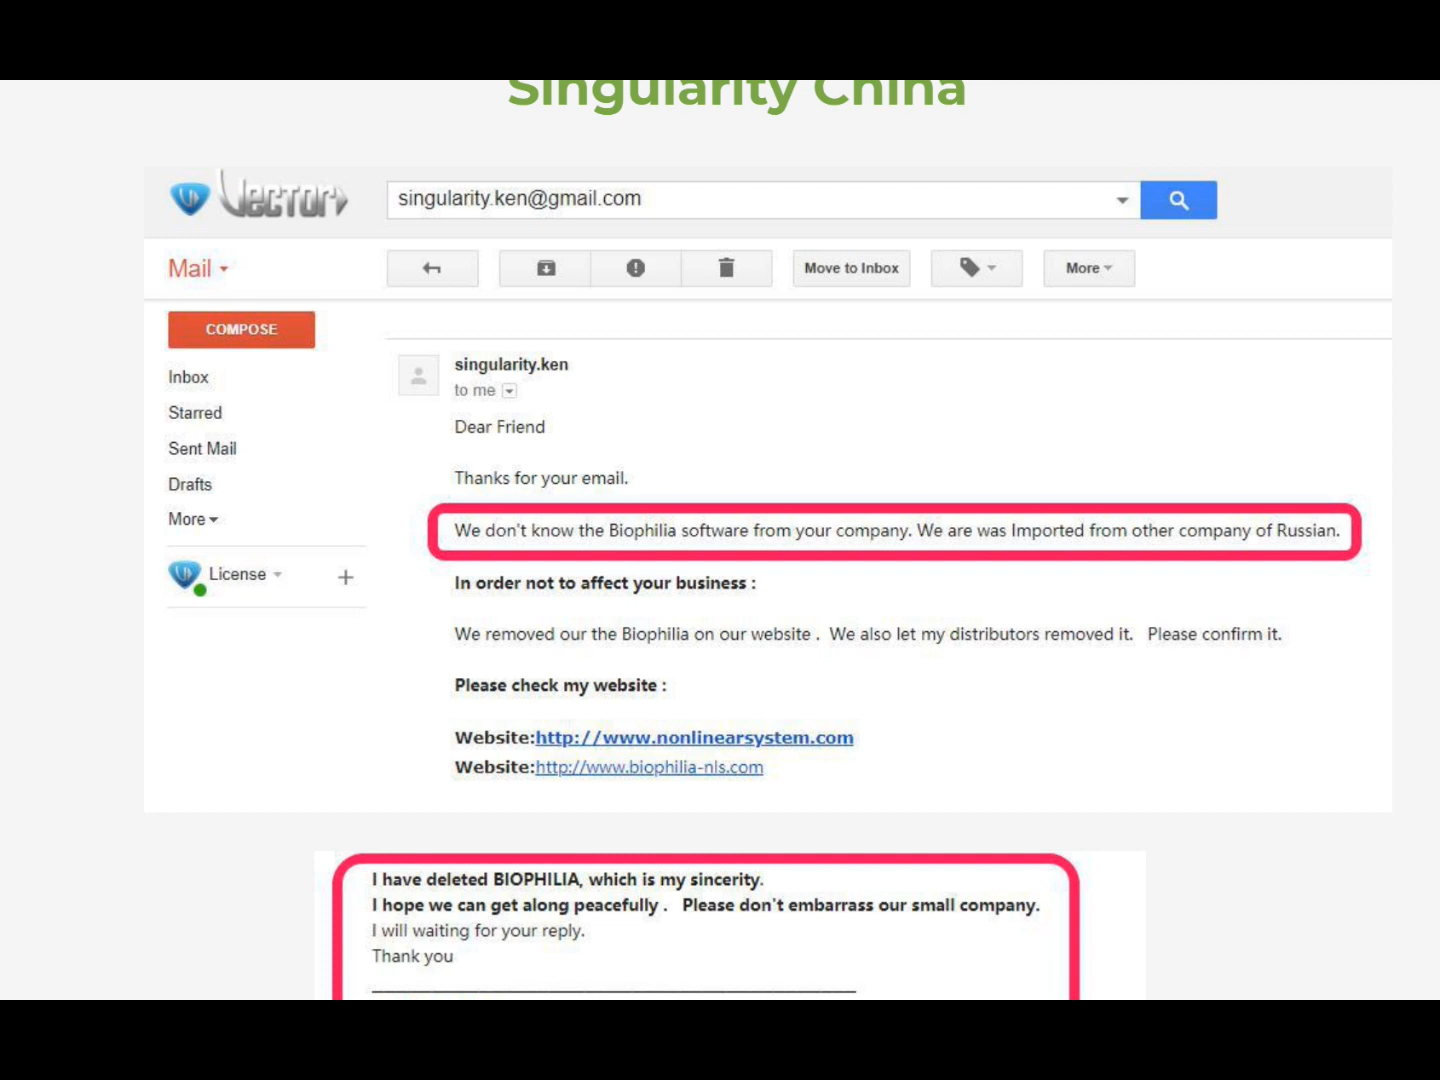 Singularity China
Vector
singularity.ken@gmail.com
Mail
Move to Inbox
More
COMPOSE
Inbox
Starred
Sent Mail
Drafts
More
License
singularity.ken
to me
Dear Friend
Thanks for your email.
We don't know the Biophilia software from your company. We are was Imported from other company of Russian.
In order not to affect your business :
We removed our the Biophilia on our website . We also let my distributors removed it. Please confirm it.
Please check my website :
Website:http://www.nonlinearsystem.com
Website:http://www.biophilia-nls.com
I have deleted BIOPHILIA, which is my sincerity.
I hope we can get along peacefully . Please don't embarrass our small company.
I will waiting for your reply.
Thank you